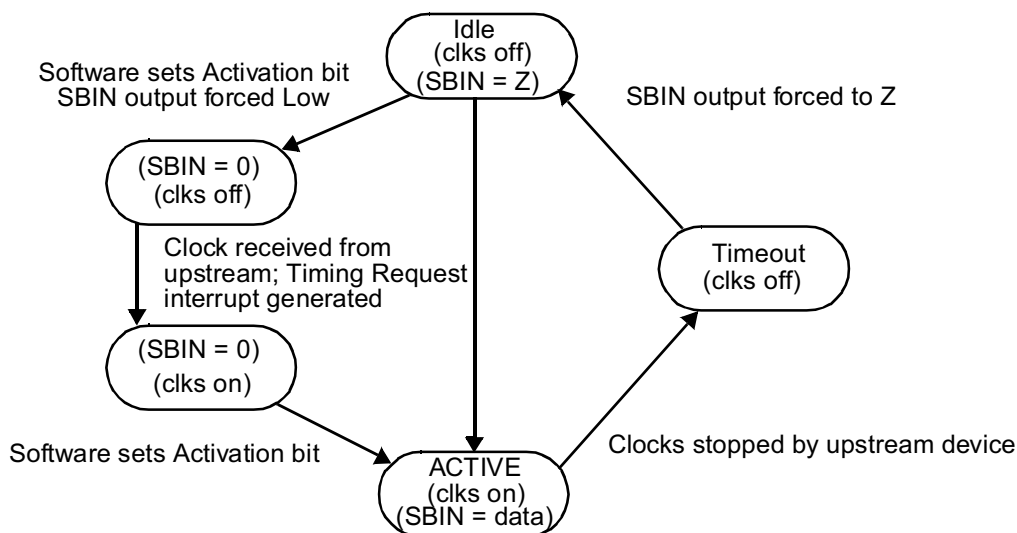 Idle
(clks off)
(SBIN = Z)
Software sets Activation bit
SBIN output forced Low
SBIN output forced to Z
(SBIN = 0)
(clks off)
Clock received from
upstream; Timing Request
interrupt generated
Timeout
(clks off)
(SBIN = 0)
(clks on)
Software sets Activation bit
Clocks stopped by upstream device
ACTIVE
(clks on)
(SBIN = data)